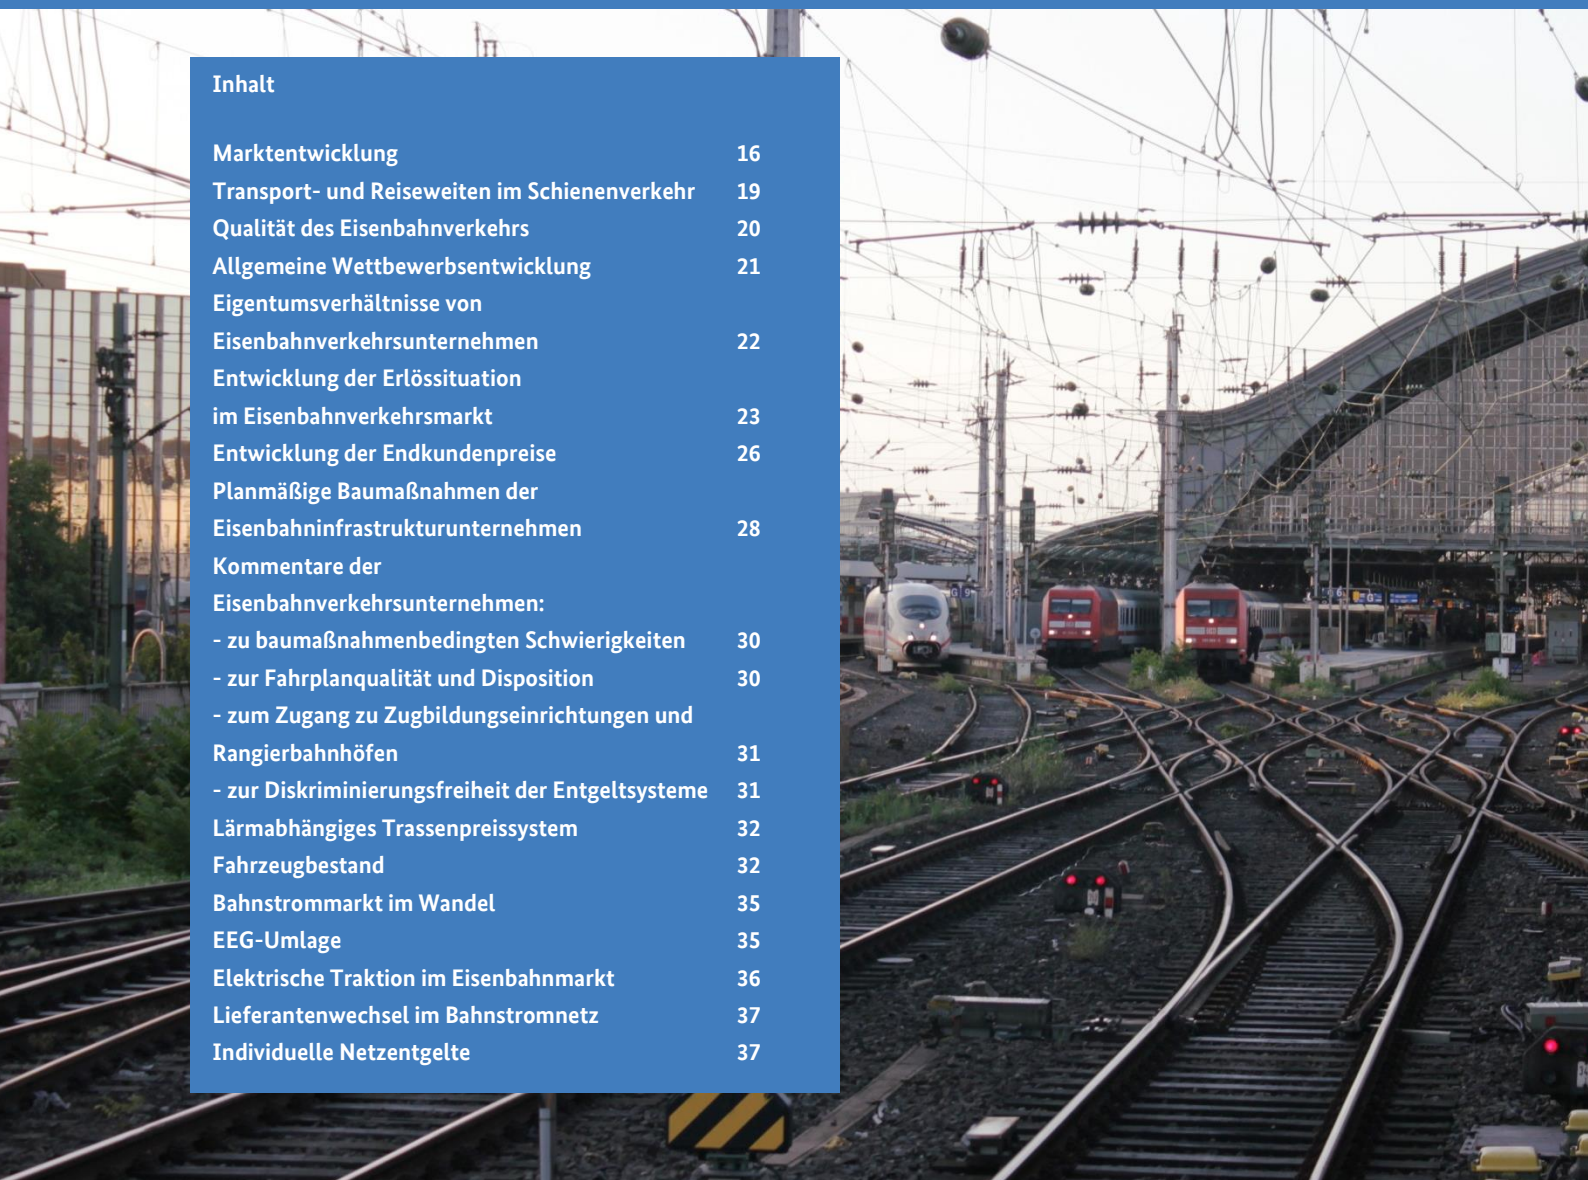 Inhalt
Marktentwicklung 16
Transport- und Reiseweiten im Schienenverkehr 19
Qualität des Eisenbahnverkehrs 20
Allgemeine Wettbewerbsentwicklung 21
Eigentumsverhältnisse von
Eisenbahnverkehrsunternehmen 22
Entwicklung der Erlössituation
im Eisenbahnverkehrsmarkt 23
Entwicklung der Endkundenpreise 26
Planmäßige Baumaßnahmen der
Eisenbahninfrastrukturunternehmen 28
Kommentare der
Eisenbahnverkehrsunternehmen:
- zu baumaßnahmenbedingten Schwierigkeiten 30
- zur Fahrplanqualität und Disposition 30
- zum Zugang zu Zugbildungseinrichtungen und
Rangierbahnhöfen 31
- zur Diskriminierungsfreiheit der Entgeltsysteme 31
Lärmabhängiges Trassenpreissystem 32
Fahrzeugbestand 32
Bahnstrommarkt im Wandel 35
EEG-Umlage 35
Elektrische Traktion im Eisenbahnmarkt 36
Lieferantenwechsel im Bahnstromnetz 37
Individuelle Netzentgelte 37